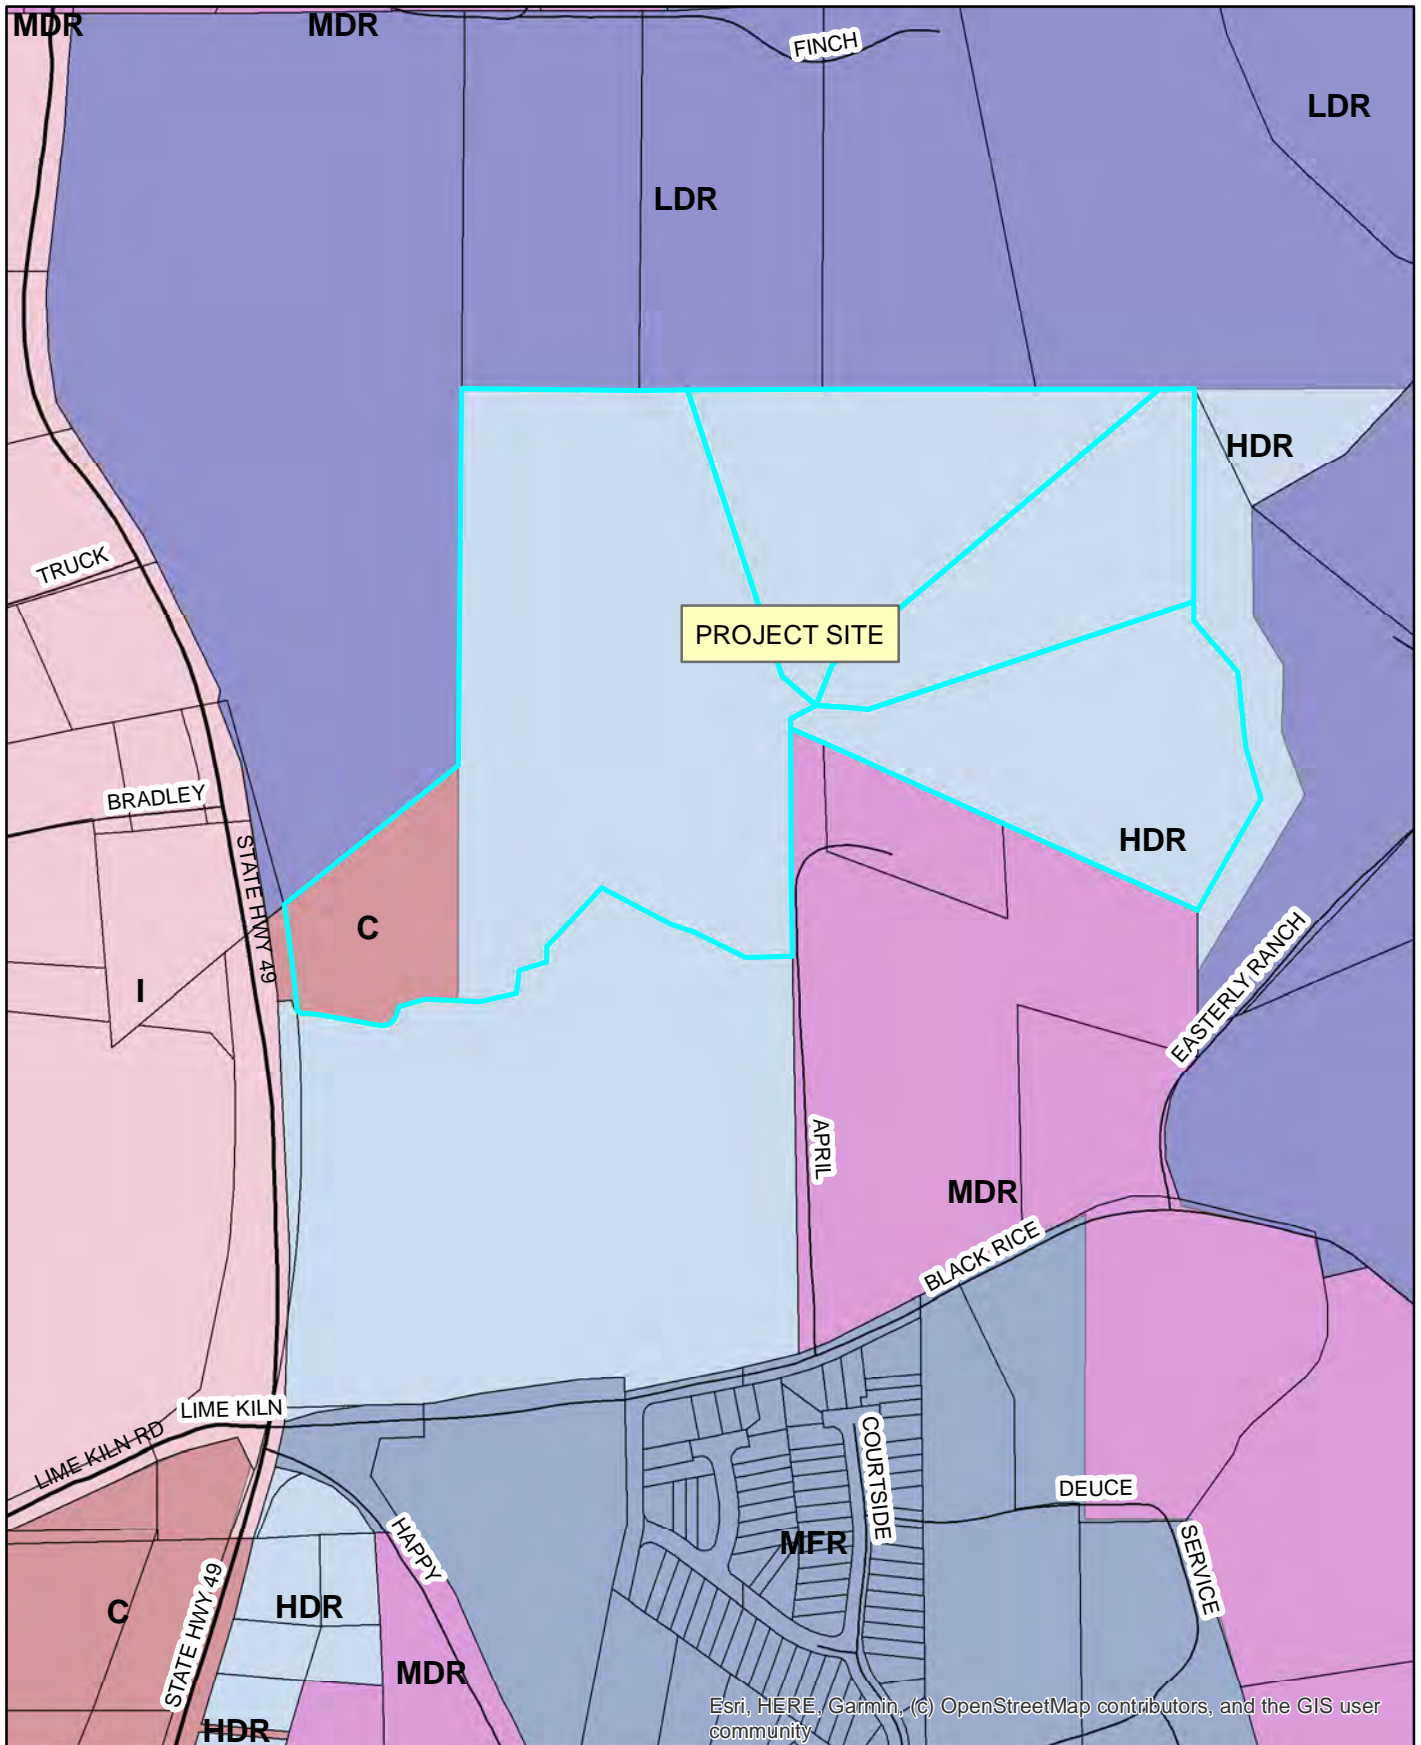 MDR
MDR
FINCH
LDR
LDR
HDR
TRUCK
PROJECT SITE
BRADLEY
STATE HWY 49
HDR
C
I
EASTERLY RANCH
APRIL
MDR
BLACK RICE
LIME KILN
LIME KILN RD
COURTSIDE
DEUCE
HAPPY
MFR
SERVICE
STATE HWY 49
C
HDR
MDR
HDR
Esri, HERE, Garmin, (c) OpenStreetMap contributors, and the GIS user
community